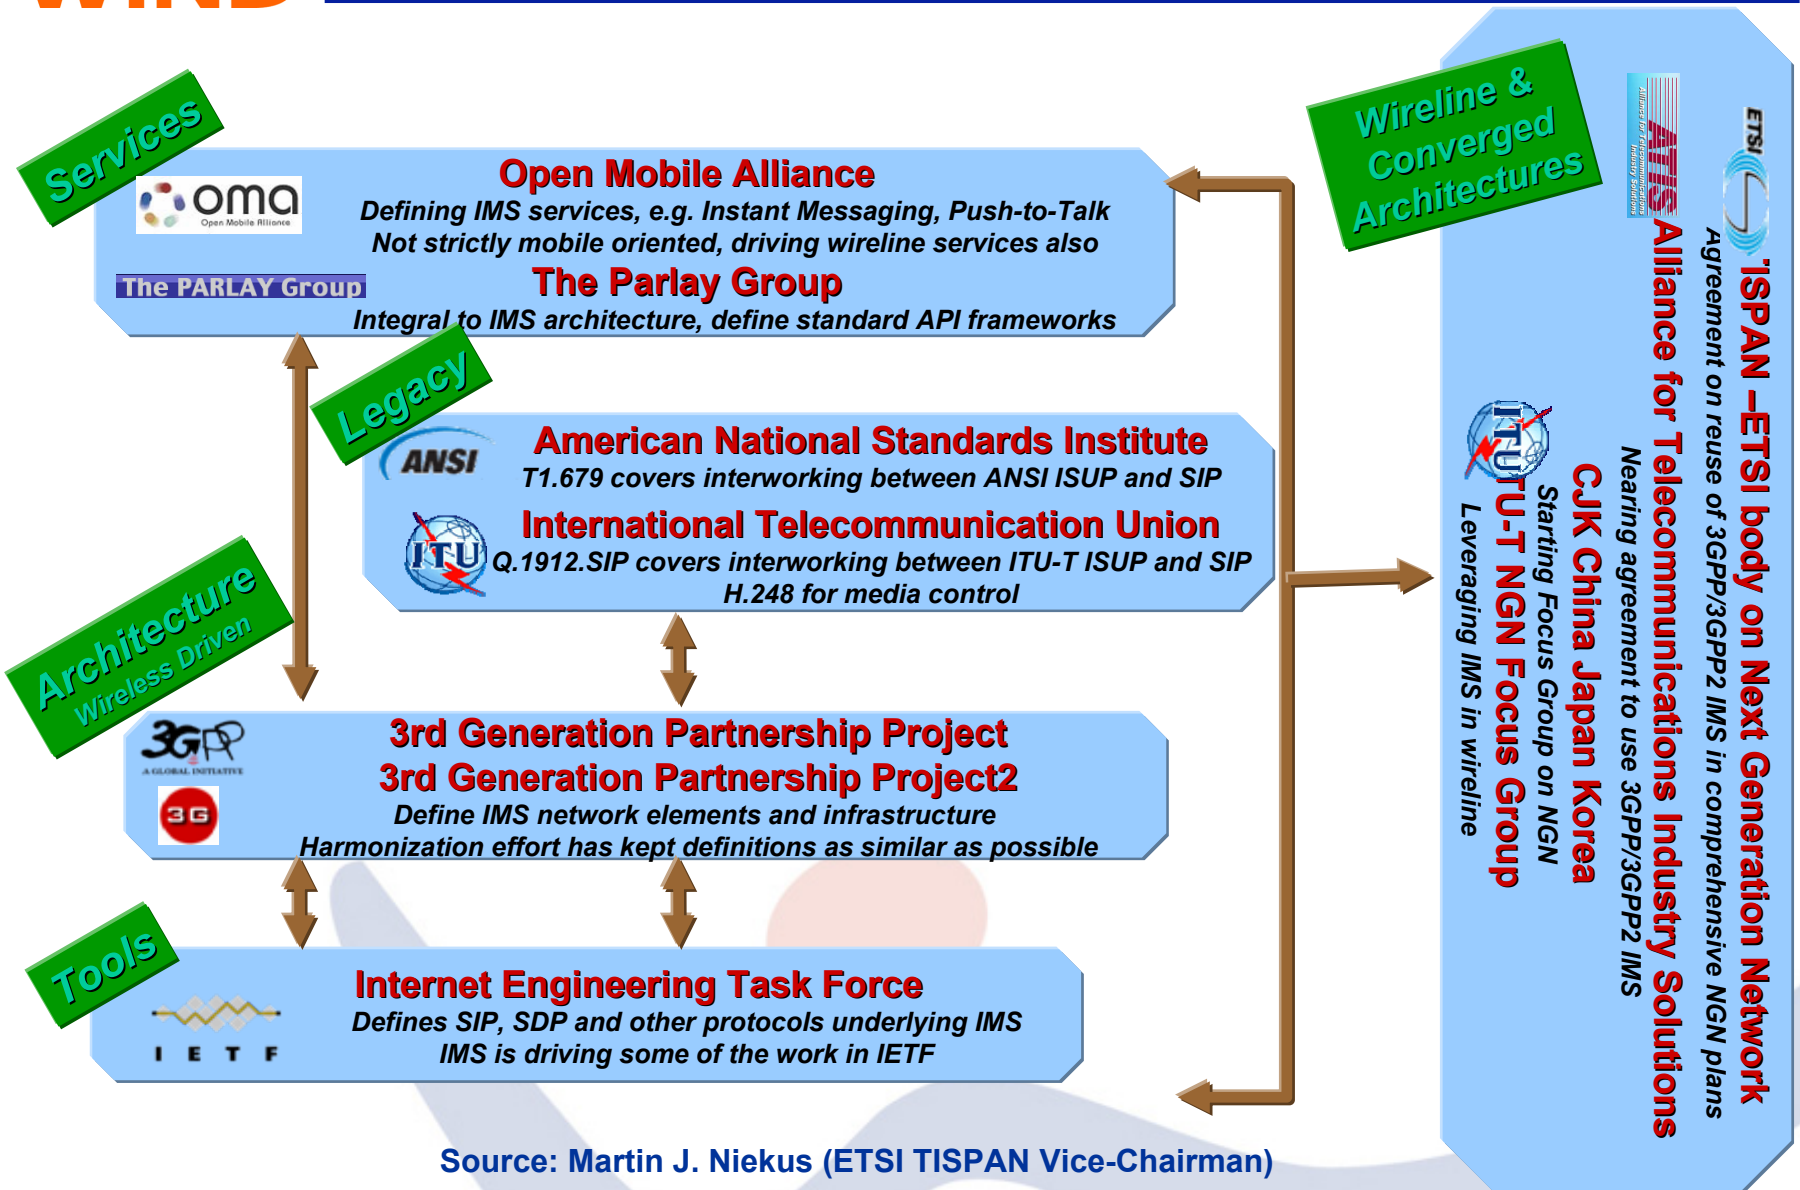 WIND
Services
oma
Open Mobile Alliance
Open Mobile Alliance
Defining IMS services, e.g. Instant Messaging, Push-to-Talk
Not strictly mobile oriented, driving wireline services also
The PARLAY Group
The Parlay Group
Integral to IMS architecture, define standard API frameworks
Legacy
ANSI
American National Standards Institute
T1.679 covers interworking between ANSI ISUP and SIP
ITU
International Telecommunication Union
Q.1912.SIP covers interworking between ITU-T ISUP and SIP
H.248 for media control
Architecture
Wireless Driven
3GPP
A GLOBAL INITIATIVE
3G
3rd Generation Partnership Project
3rd Generation Partnership Project2
Define IMS network elements and infrastructure
Harmonization effort has kept definitions as similar as possible
Tools
IETF
Internet Engineering Task Force
Defines SIP, SDP and other protocols underlying IMS
IMS is driving some of the work in IETF
Wireline &
Converged
Architectures
ETSI
TISPAN –ETSI body on Next Generation Network
Agreement on reuse of 3GPP/3GPP2 IMS in comprehensive NGN plans
ATIS
Alliance for Telecommunications
Industry Solutions
Alliance for Telecommunications Industry Solutions
Nearing agreement to use 3GPP/3GPP2 IMS
CJK China Japan Korea
Starting Focus Group on NGN
ITU
TU-T NGN Focus Group
Leveraging IMS in wireline
Source: Martin J. Niekus (ETSI TISPAN Vice-Chairman)